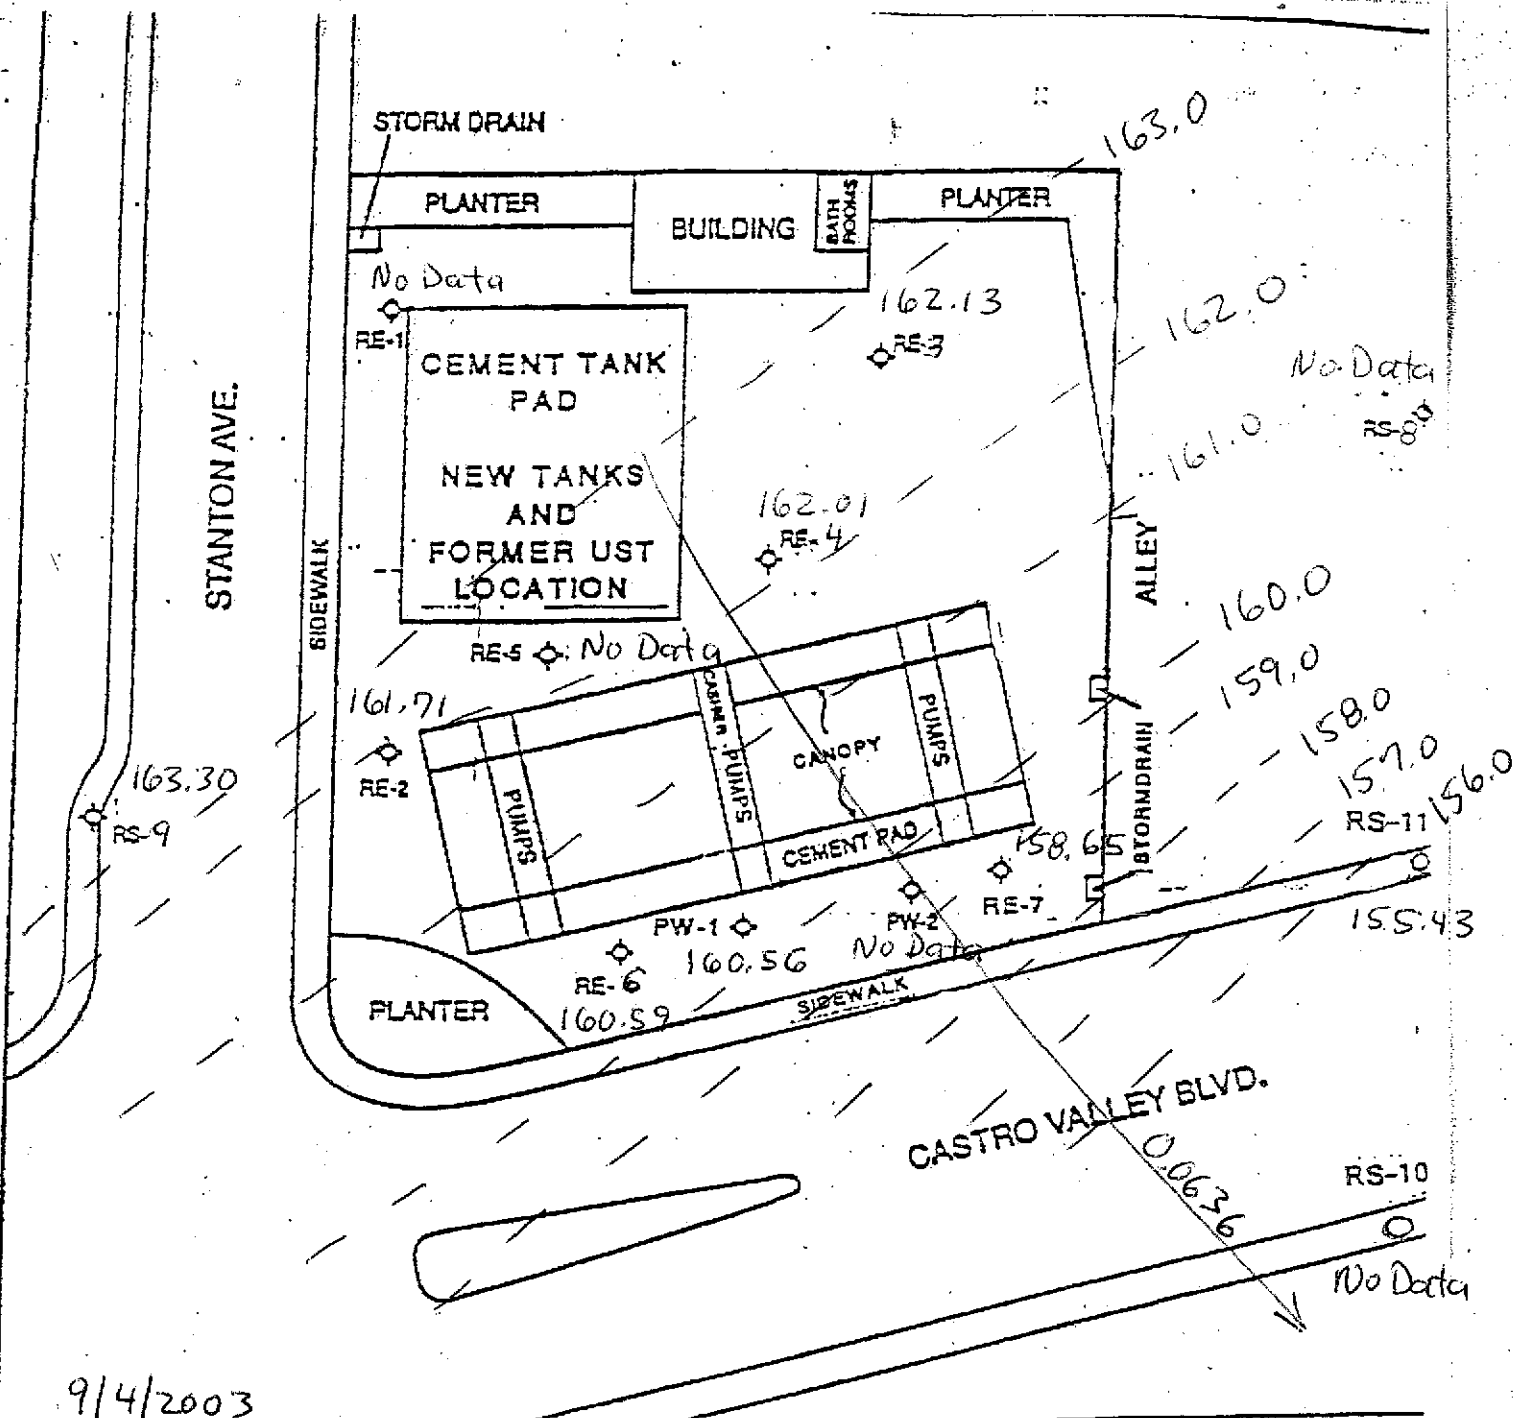 163.0
STORM DRAIN
PLANTER
BUILDING
BATH
ROOMS
PLANTER
No Data
162.13
162.0
RE-1
RE-3
No Data
RS-8
CEMENT TANK
PAD
161.0
STANTON AVE.
NEW TANKS
AND
FORMER UST
LOCATION
162.01
RE-4
SIDEWALK
ALLEY
160.0
RE-5
No Data
159.0
161.71
158.0
PUMPS
CANOPY
PUMPS
157.0
163.30
RE-2
STORMDRAIN
156.0
RS-9
PUMPS
RS-11
CEMENT PAD
158.65
RE-7
155.43
PW-1
PW-2
No Data
160.56
RE-6
160.59
PLANTER
SIDEWALK
CASTRO VALLEY BLVD.
0.0636
RS-10
No Data
9/4/2003